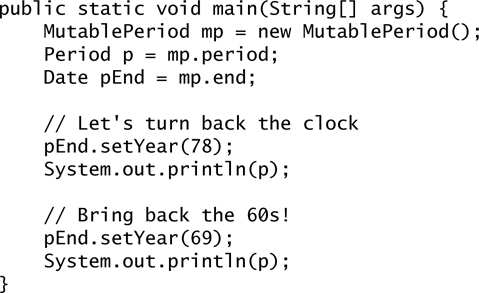 public static void main(String[] args) {
    MutablePeriod mp = new MutablePeriod();
    Period p = mp.period;
    Date pEnd = mp.end;

    // Let's turn back the clock
    pEnd.setYear(78);
    System.out.println(p);

    // Bring back the 60s!
    pEnd.setYear(69);
    System.out.println(p);
}